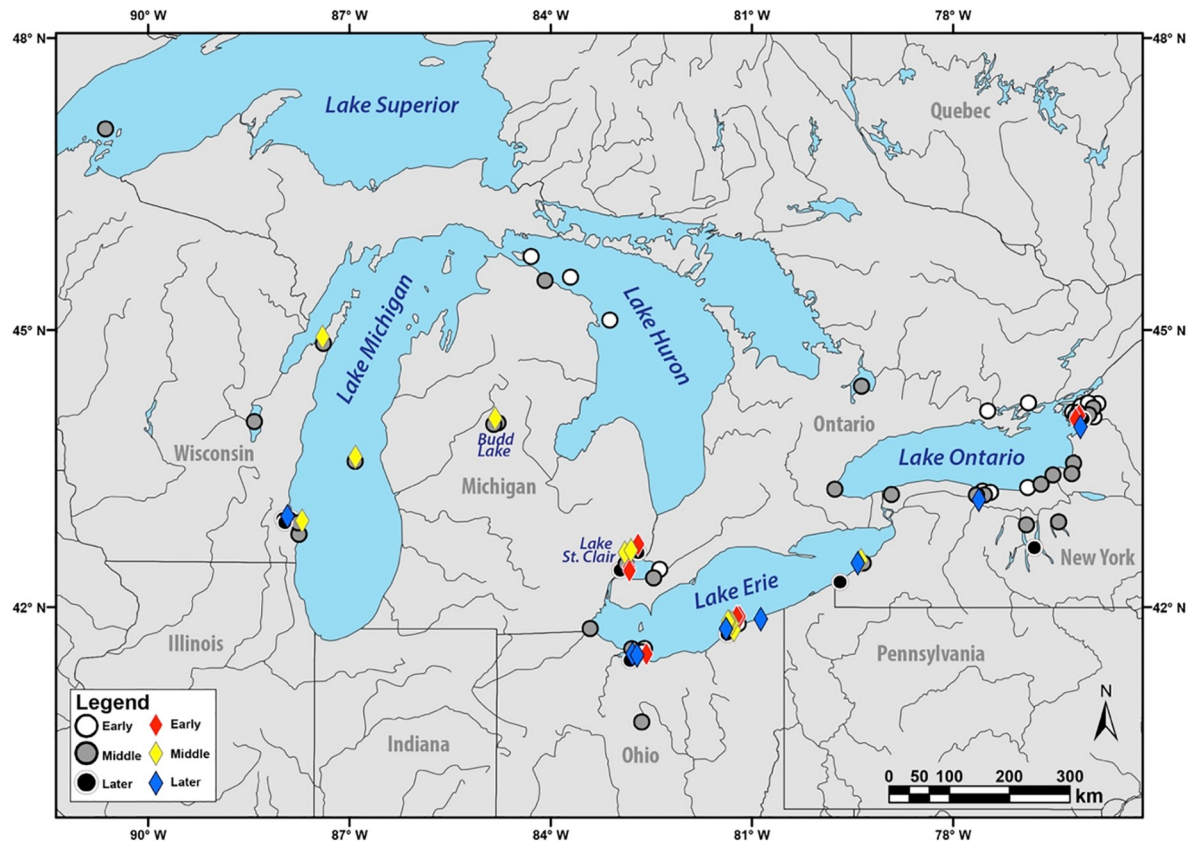 90° W 87° W 84° W 81° W 78° W
48° N 48° N
Lake Superior
Quebec
Lake Michigan
Lake Huron
45° N 45° N
Ontario
Wisconsin
Budd
Lake
Michigan
Lake Ontario
Lake
St. Clair
New York
Lake Erie
42° N 42° N
Illinois
Pennsylvania
Legend
Early Early
Middle Middle
Later Later
Indiana
Ohio
N
0 50 100 200 300
km
90° W 87° W 84° W 81° W 78° W